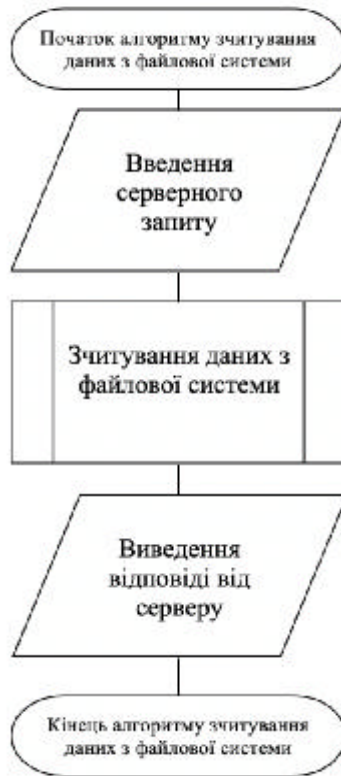 Початок алгоритму зчитування
даних з файлової системи
Введення
серверного
запиту
Зчитування даних з
файлової системи
Виведення
відповіді від
серверу
Кінець алгоритму зчитування
даних з файлової системи